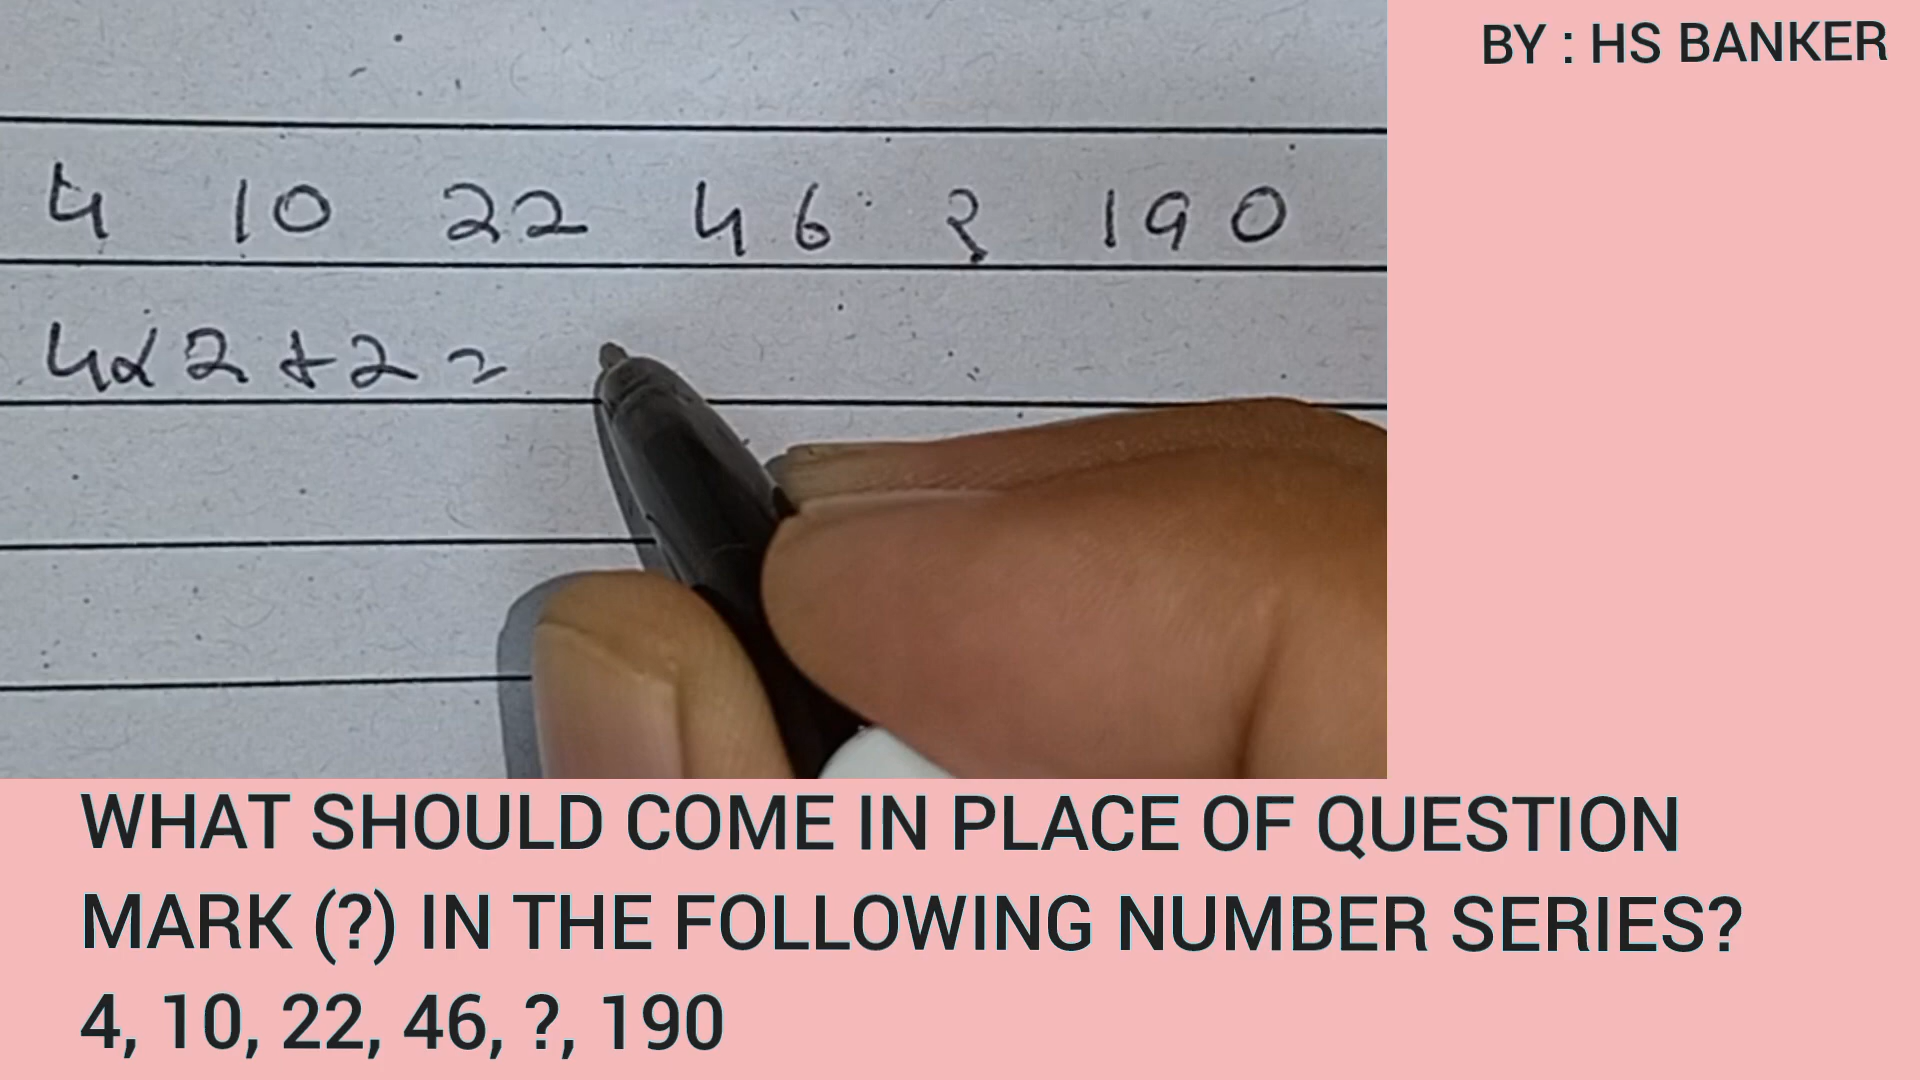 BY : HS BANKER
4 10 22 46 ? 190
4x2+2=
WHAT SHOULD COME IN PLACE OF QUESTION
MARK (?) IN THE FOLLOWING NUMBER SERIES?
4, 10, 22, 46, ?, 190